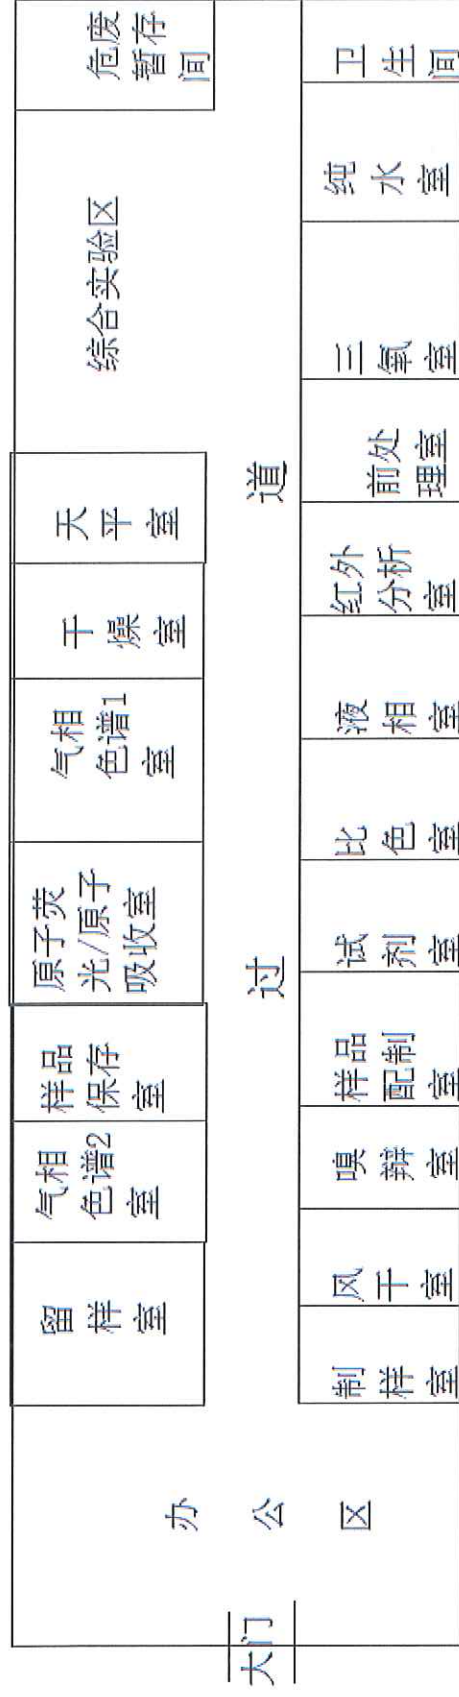 大门
办
公
区
留
样
室
气相
色谱2
室
样品
保存
室
原子荧
光/原子
吸收室
气相
色谱1
室
干
燥
室
天
平
室
综合实验区
危废
暂存
间
过
道
制
样
室
风
干
室
嗅
辨
室
样品
配制
室
试
剂
室
比
色
室
液
相
室
红外
分析
室
前处
理室
三
氧
室
纯
水
室
卫
生
间